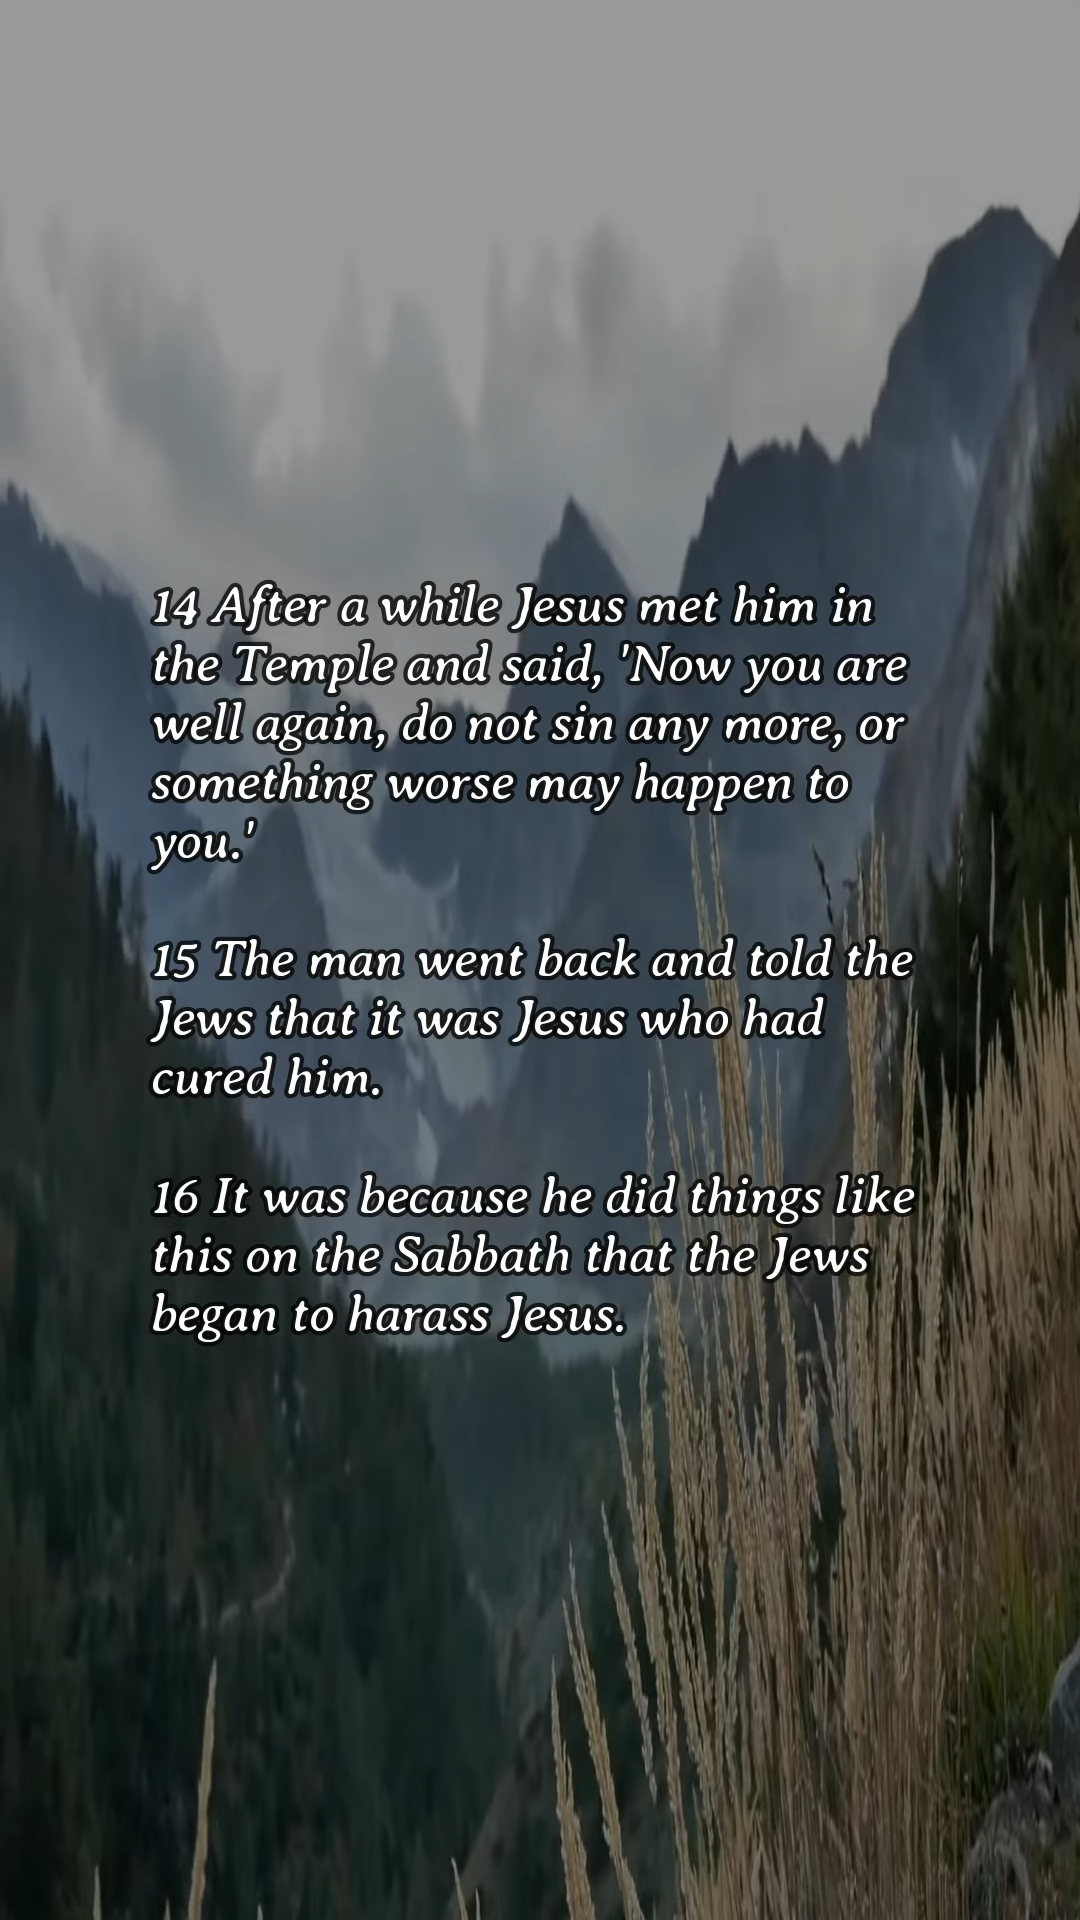 14 After a while Jesus met him in
the Temple and said, 'Now you are
well again, do not sin any more, or
something worse may happen to
you.'
15 The man went back and told the
Jews that it was Jesus who had
cured him.
16 It was because he did things like
this on the Sabbath that the Jews
began to harass Jesus.